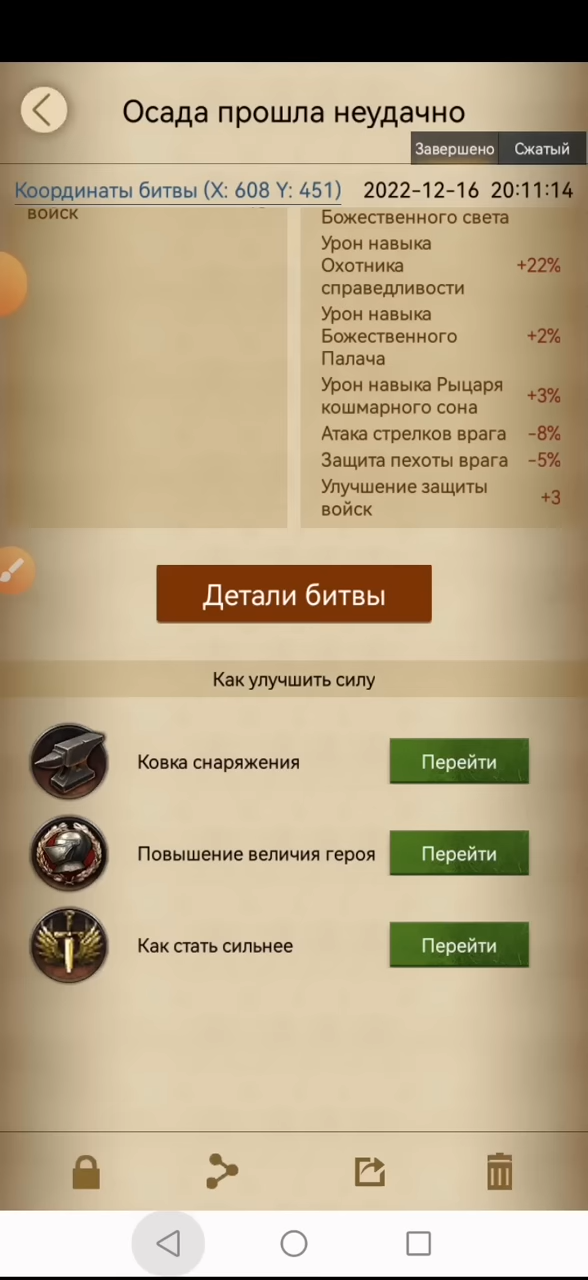 Осада прошла неудачно
Завершено Сжатый
Координаты битвы (X: 608 Y: 451) 2022-12-16 20:11:14
войск
Божественного света
Урон навыка
Охотника +22%
справедливости
Урон навыка
Божественного +2%
Палача
Урон навыка Рыцаря
кошмарного сона +3%
Атака стрелков врага -8%
Защита пехоты врага -5%
Улучшение защиты
войск +3
Детали битвы
Как улучшить силу
Ковка снаряжения Перейти
Повышение величия героя Перейти
Как стать сильнее Перейти